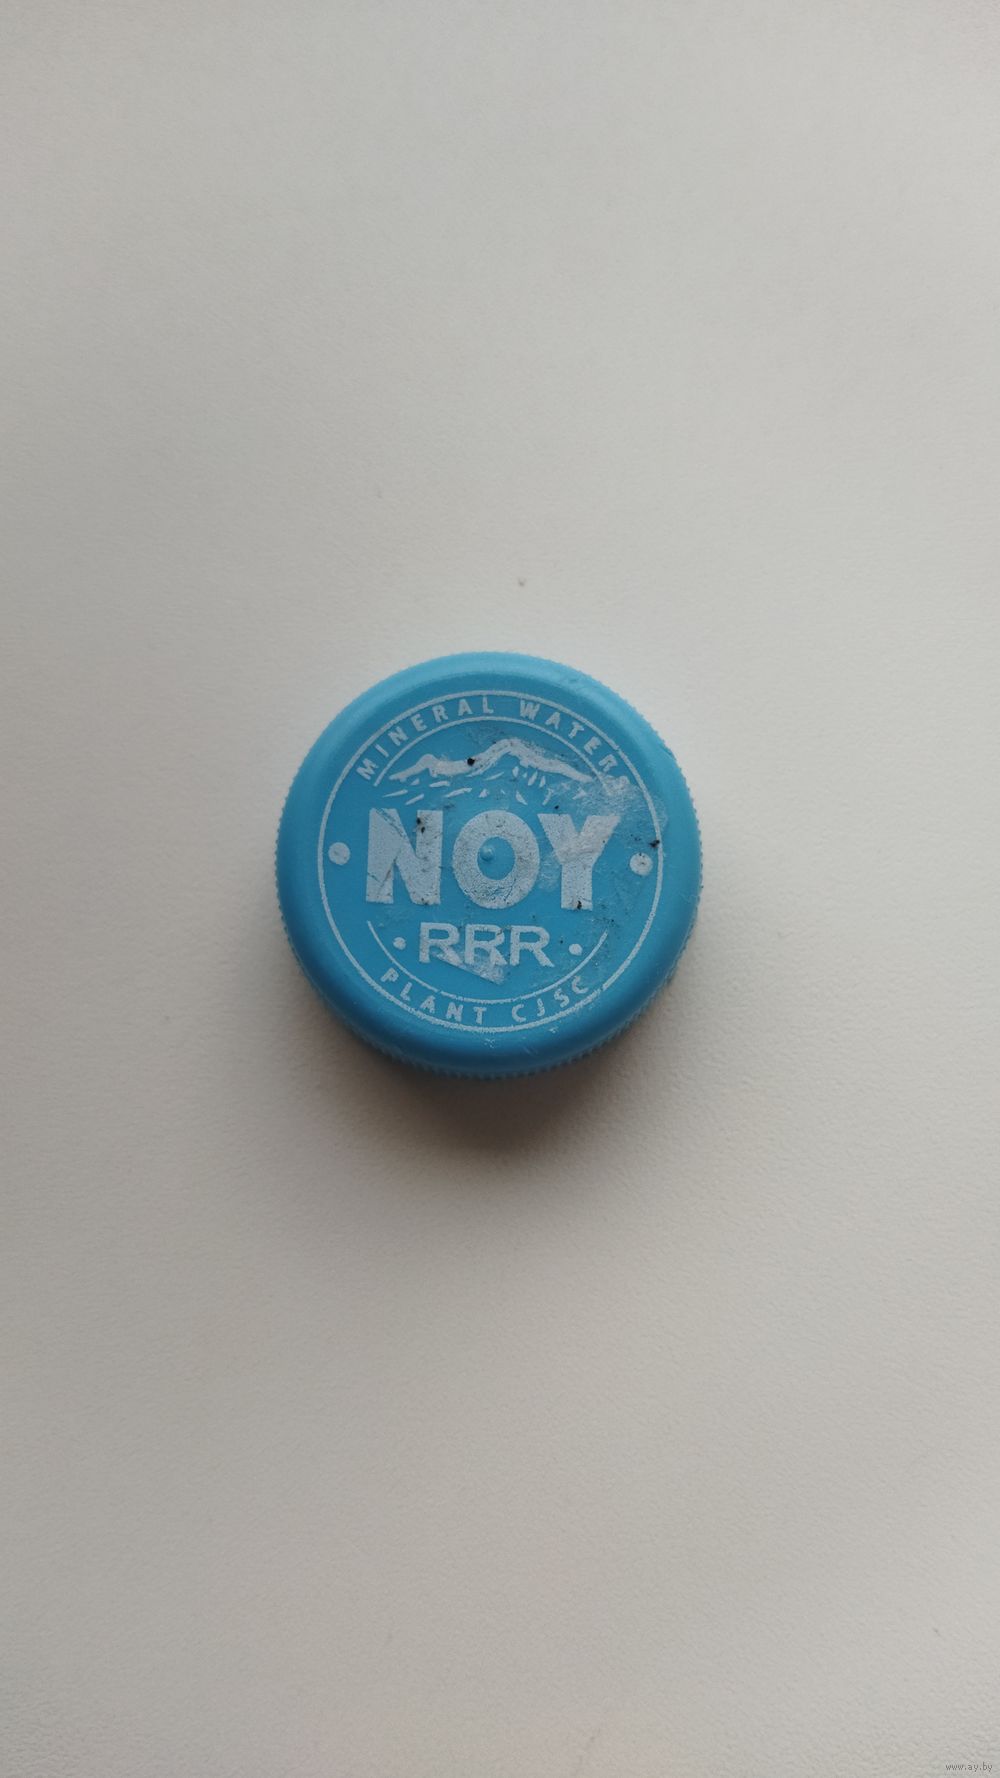 MINERAL WATERS
NOY
RRR
PLANT CJSC
www.ay.by